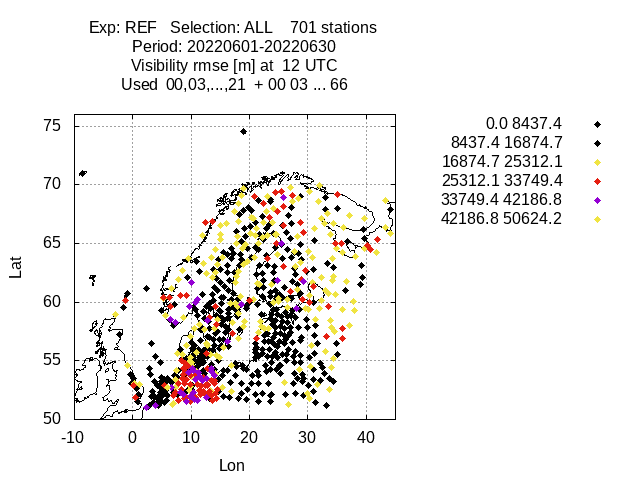 Exp: REF   Selection: ALL    701 stations
Period: 20220601-20220630
Visibility rmse [m] at  12 UTC
Used  00,03,...,21  + 00 03 ... 66
0.0 8437.4
8437.4 16874.7
16874.7 25312.1
25312.1 33749.4
33749.4 42186.8
42186.8 50624.2
75
70
65
60
55
50
Lat
-10 0 10 20 30 40
Lon